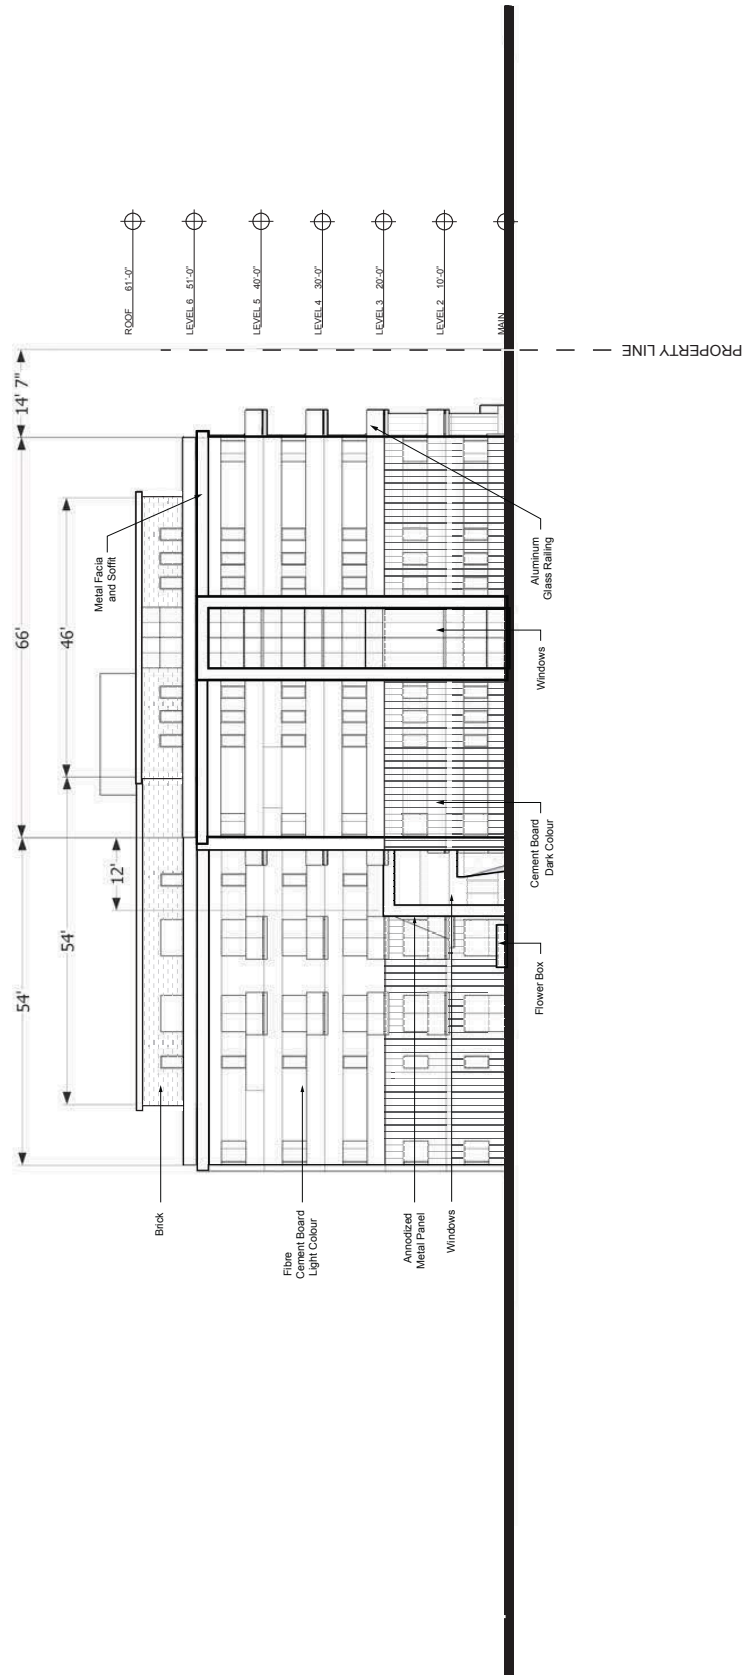 ROOF 61'-0"
LEVEL 6 51'-0"
LEVEL 5 40'-0"
LEVEL 4 30'-0"
LEVEL 3 20'-0"
LEVEL 2 10'-0"
MAIN
PROPERTY LINE
14' 7"
66'
46'
54'
54'
12'
Metal Facia
and Soffit
Aluminum
Glass Railing
Windows
Cement Board
Dark Colour
Flower Box
Brick
Fibre
Cement Board
Light Colour
Annodized
Metal Panel
Windows